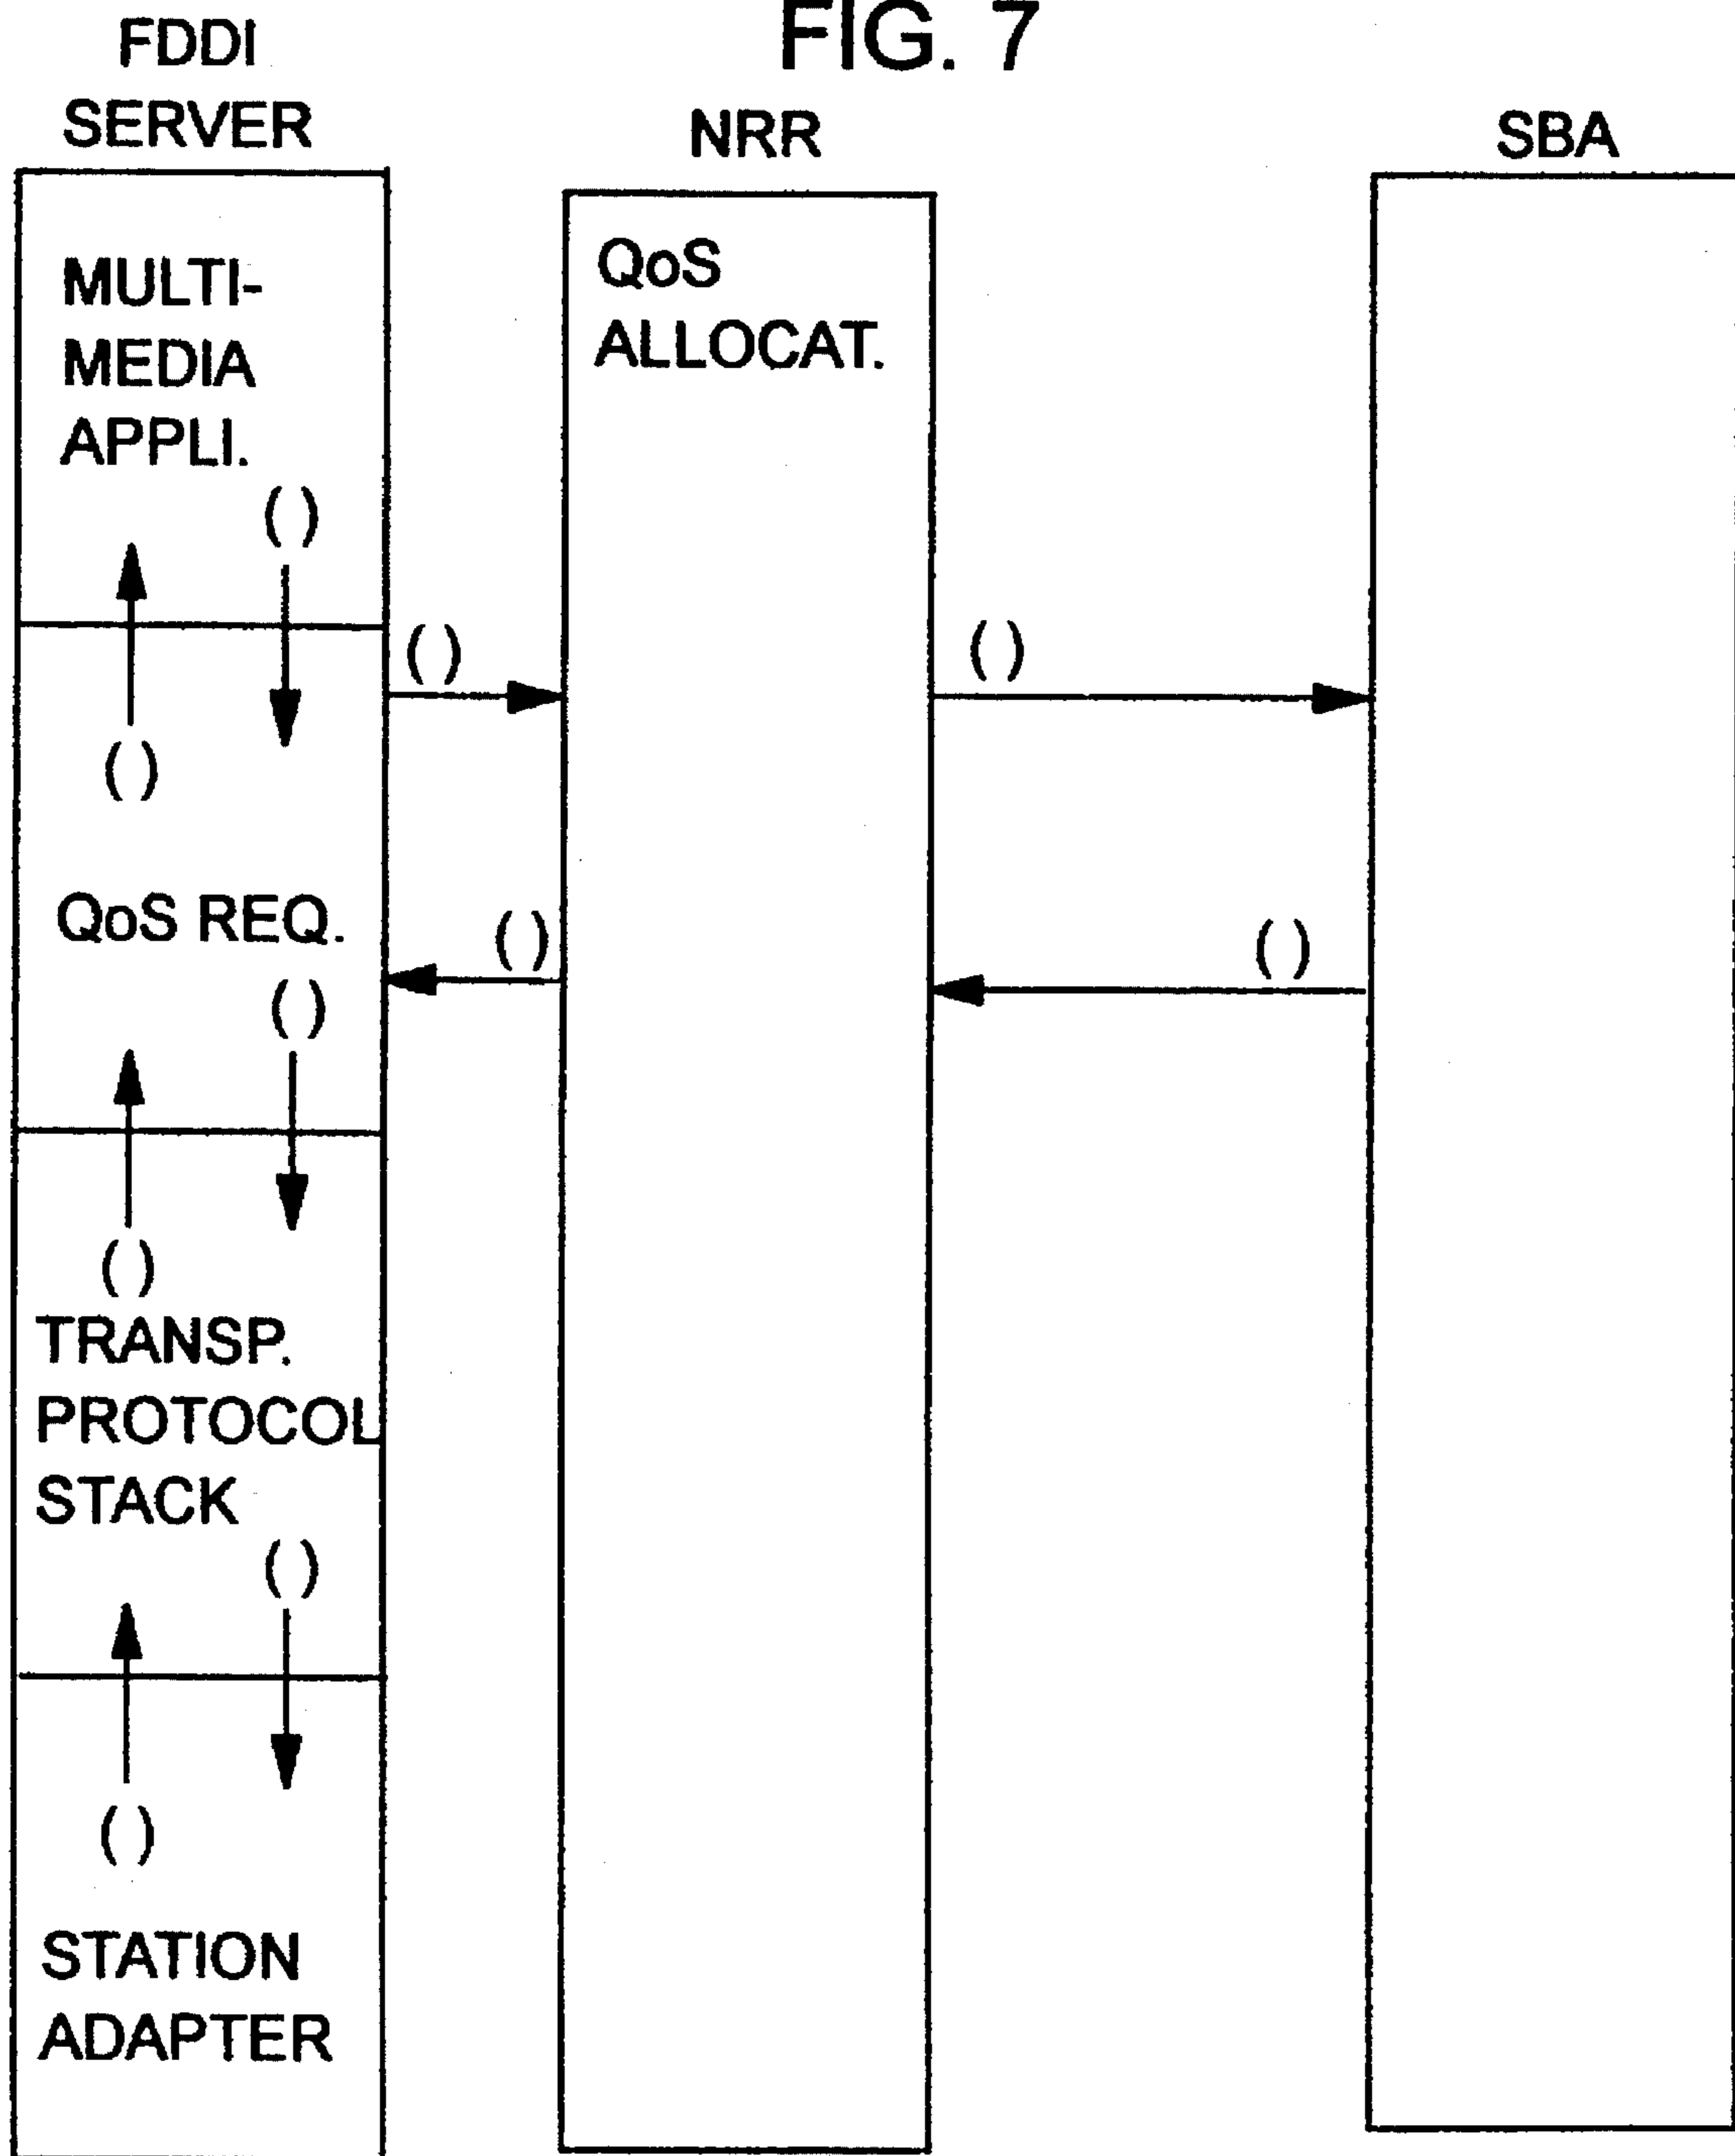 FIG. 7
FDDI
SERVER
NRR
SBA
MULTI-
MEDIA
APPLI.
( )
( )
QoS REQ.
( )
( )
TRANSP.
PROTOCOL
STACK
( )
( )
STATION
ADAPTER
( )
( )
QoS
ALLOCAT.
( )
( )